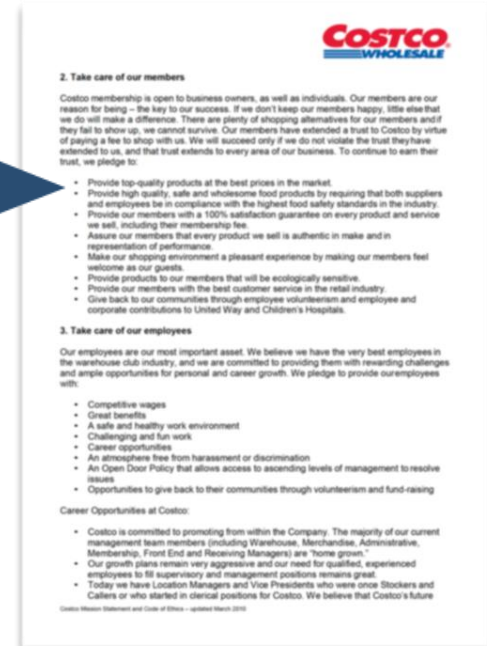 COSTCO
WHOLESALE
2. Take care of our members
Costco membership is open to business owners, as well as individuals. Our members are our
reason for being – the key to our success. If we don't keep our members happy, little else that
we do will make a difference. There are plenty of shopping alternatives for our members and if
they fail to show up, we cannot survive. Our members have extended a trust to Costco by virtue
of paying a fee to shop with us. We will succeed only if we do not violate the trust they have
extended to us, and that trust extends to every area of our business. To continue to earn their
trust, we pledge to:
• Provide top-quality products at the best prices in the market.
• Provide high quality, safe and wholesome food products by requiring that both suppliers
and employees be in compliance with the highest food safety standards in the industry.
• Provide our members with a 100% satisfaction guarantee on every product and service
we sell, including their membership fee.
• Assure our members that every product we sell is authentic in make and in
representation of performance.
• Make our shopping environment a pleasant experience by making our members feel
welcome as our guests.
• Provide products to our members that will be ecologically sensitive.
• Provide our members with the best customer service in the retail industry.
• Give back to our communities through employee volunteerism and employee and
corporate contributions to United Way and Children's Hospitals.
3. Take care of our employees
Our employees are our most important asset. We believe we have the very best employees in
the warehouse club industry, and we are committed to providing them with rewarding challenges
and ample opportunities for personal and career growth. We pledge to provide our employees
with:
• Competitive wages
• Great benefits
• A safe and healthy work environment
• Challenging and fun work
• Career opportunities
• An atmosphere free from harassment or discrimination
• An Open Door Policy that allows access to ascending levels of management to resolve
issues
• Opportunities to give back to their communities through volunteerism and fund-raising
Career Opportunities at Costco:
• Costco is committed to promoting from within the Company. The majority of our current
management team members (including Warehouse, Merchandise, Administrative,
Membership, Front End and Receiving Managers) are "home grown."
• Our growth plans remain very aggressive and our need for qualified, experienced
employees to fill supervisory and management positions remains great.
• Today we have Location Managers and Vice Presidents who were once Stockers and
Callers or who started in clerical positions for Costco. We believe that Costco's future
Costco Mission Statement and Code of Ethics – updated March 2010